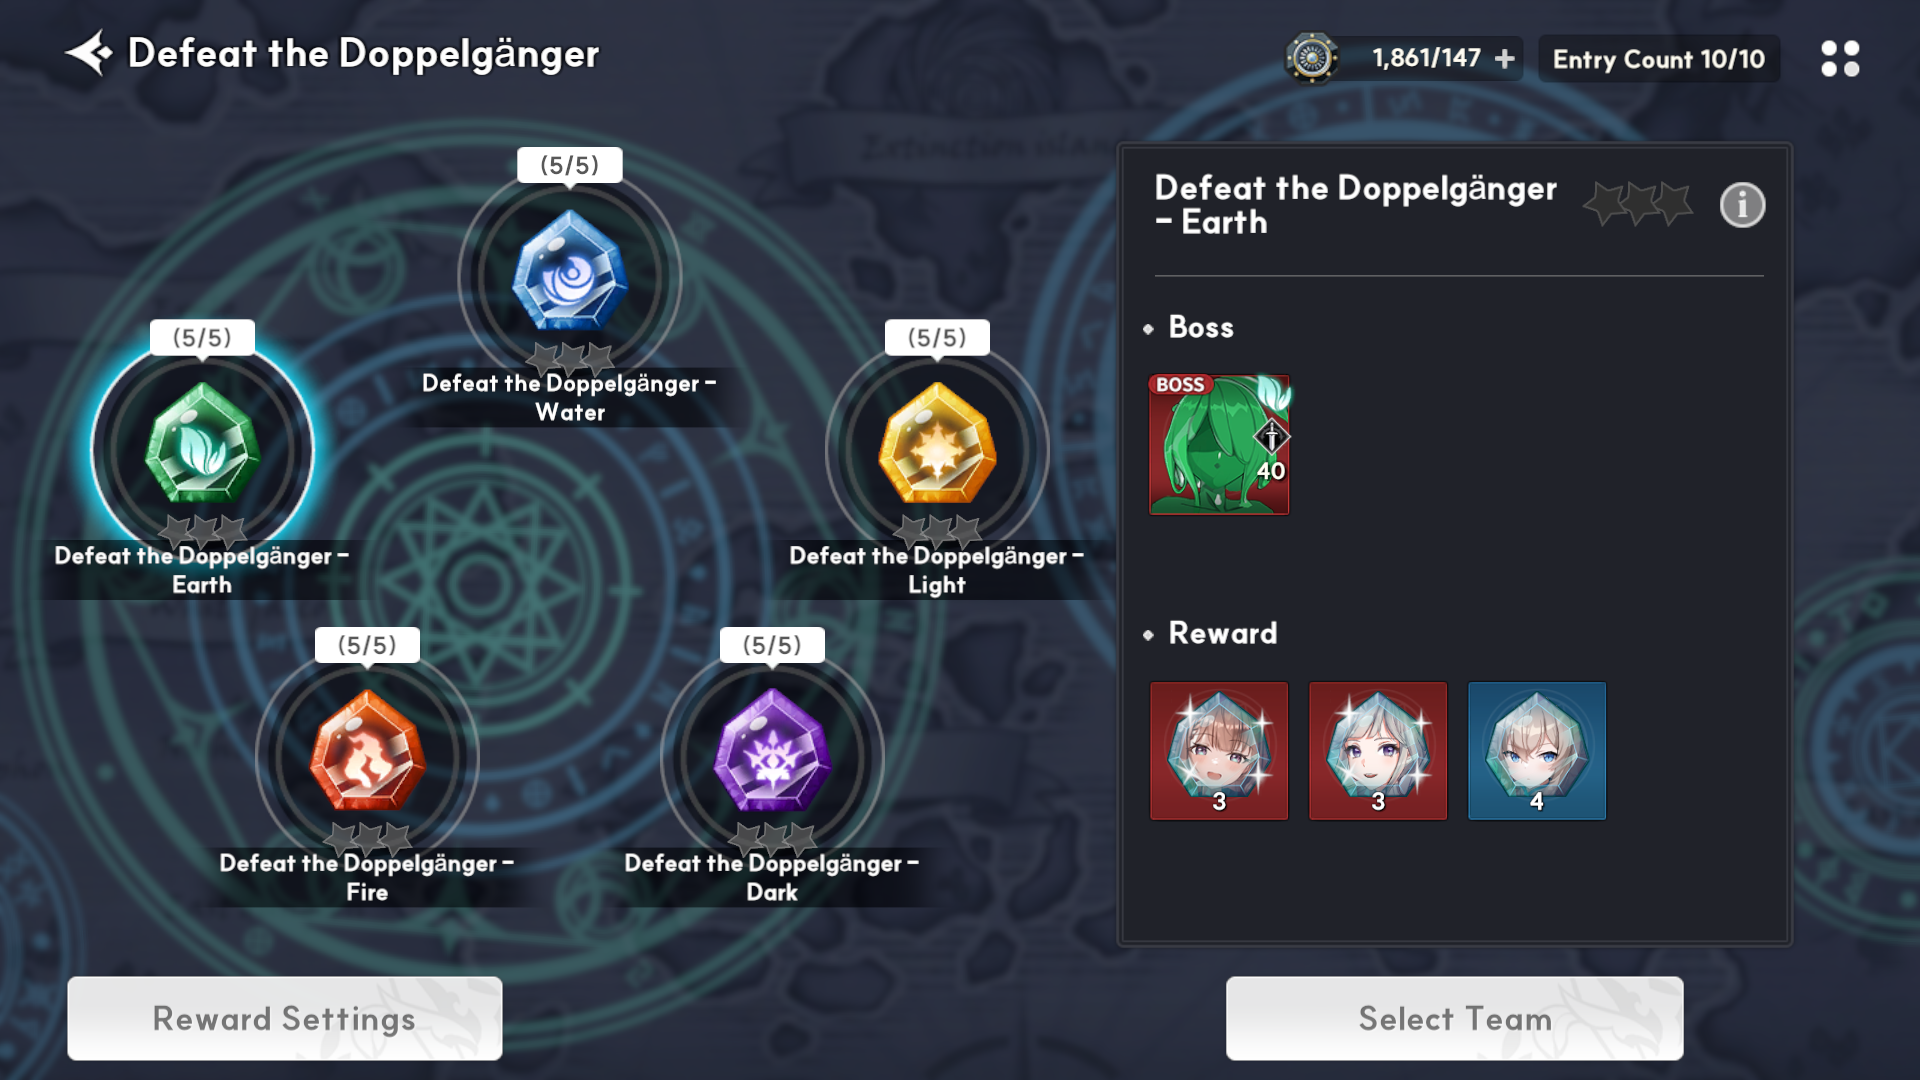 Defeat the Doppelgänger
1,861/147 +
Entry Count 10/10
(5/5)
Defeat the Doppelgänger –
Water
(5/5)
Defeat the Doppelgänger –
Earth
(5/5)
Defeat the Doppelgänger –
Light
(5/5)
Defeat the Doppelgänger –
Fire
(5/5)
Defeat the Doppelgänger –
Dark
Defeat the Doppelgänger
– Earth
i
Boss
BOSS
40
Reward
3
3
4
Reward Settings
Select Team